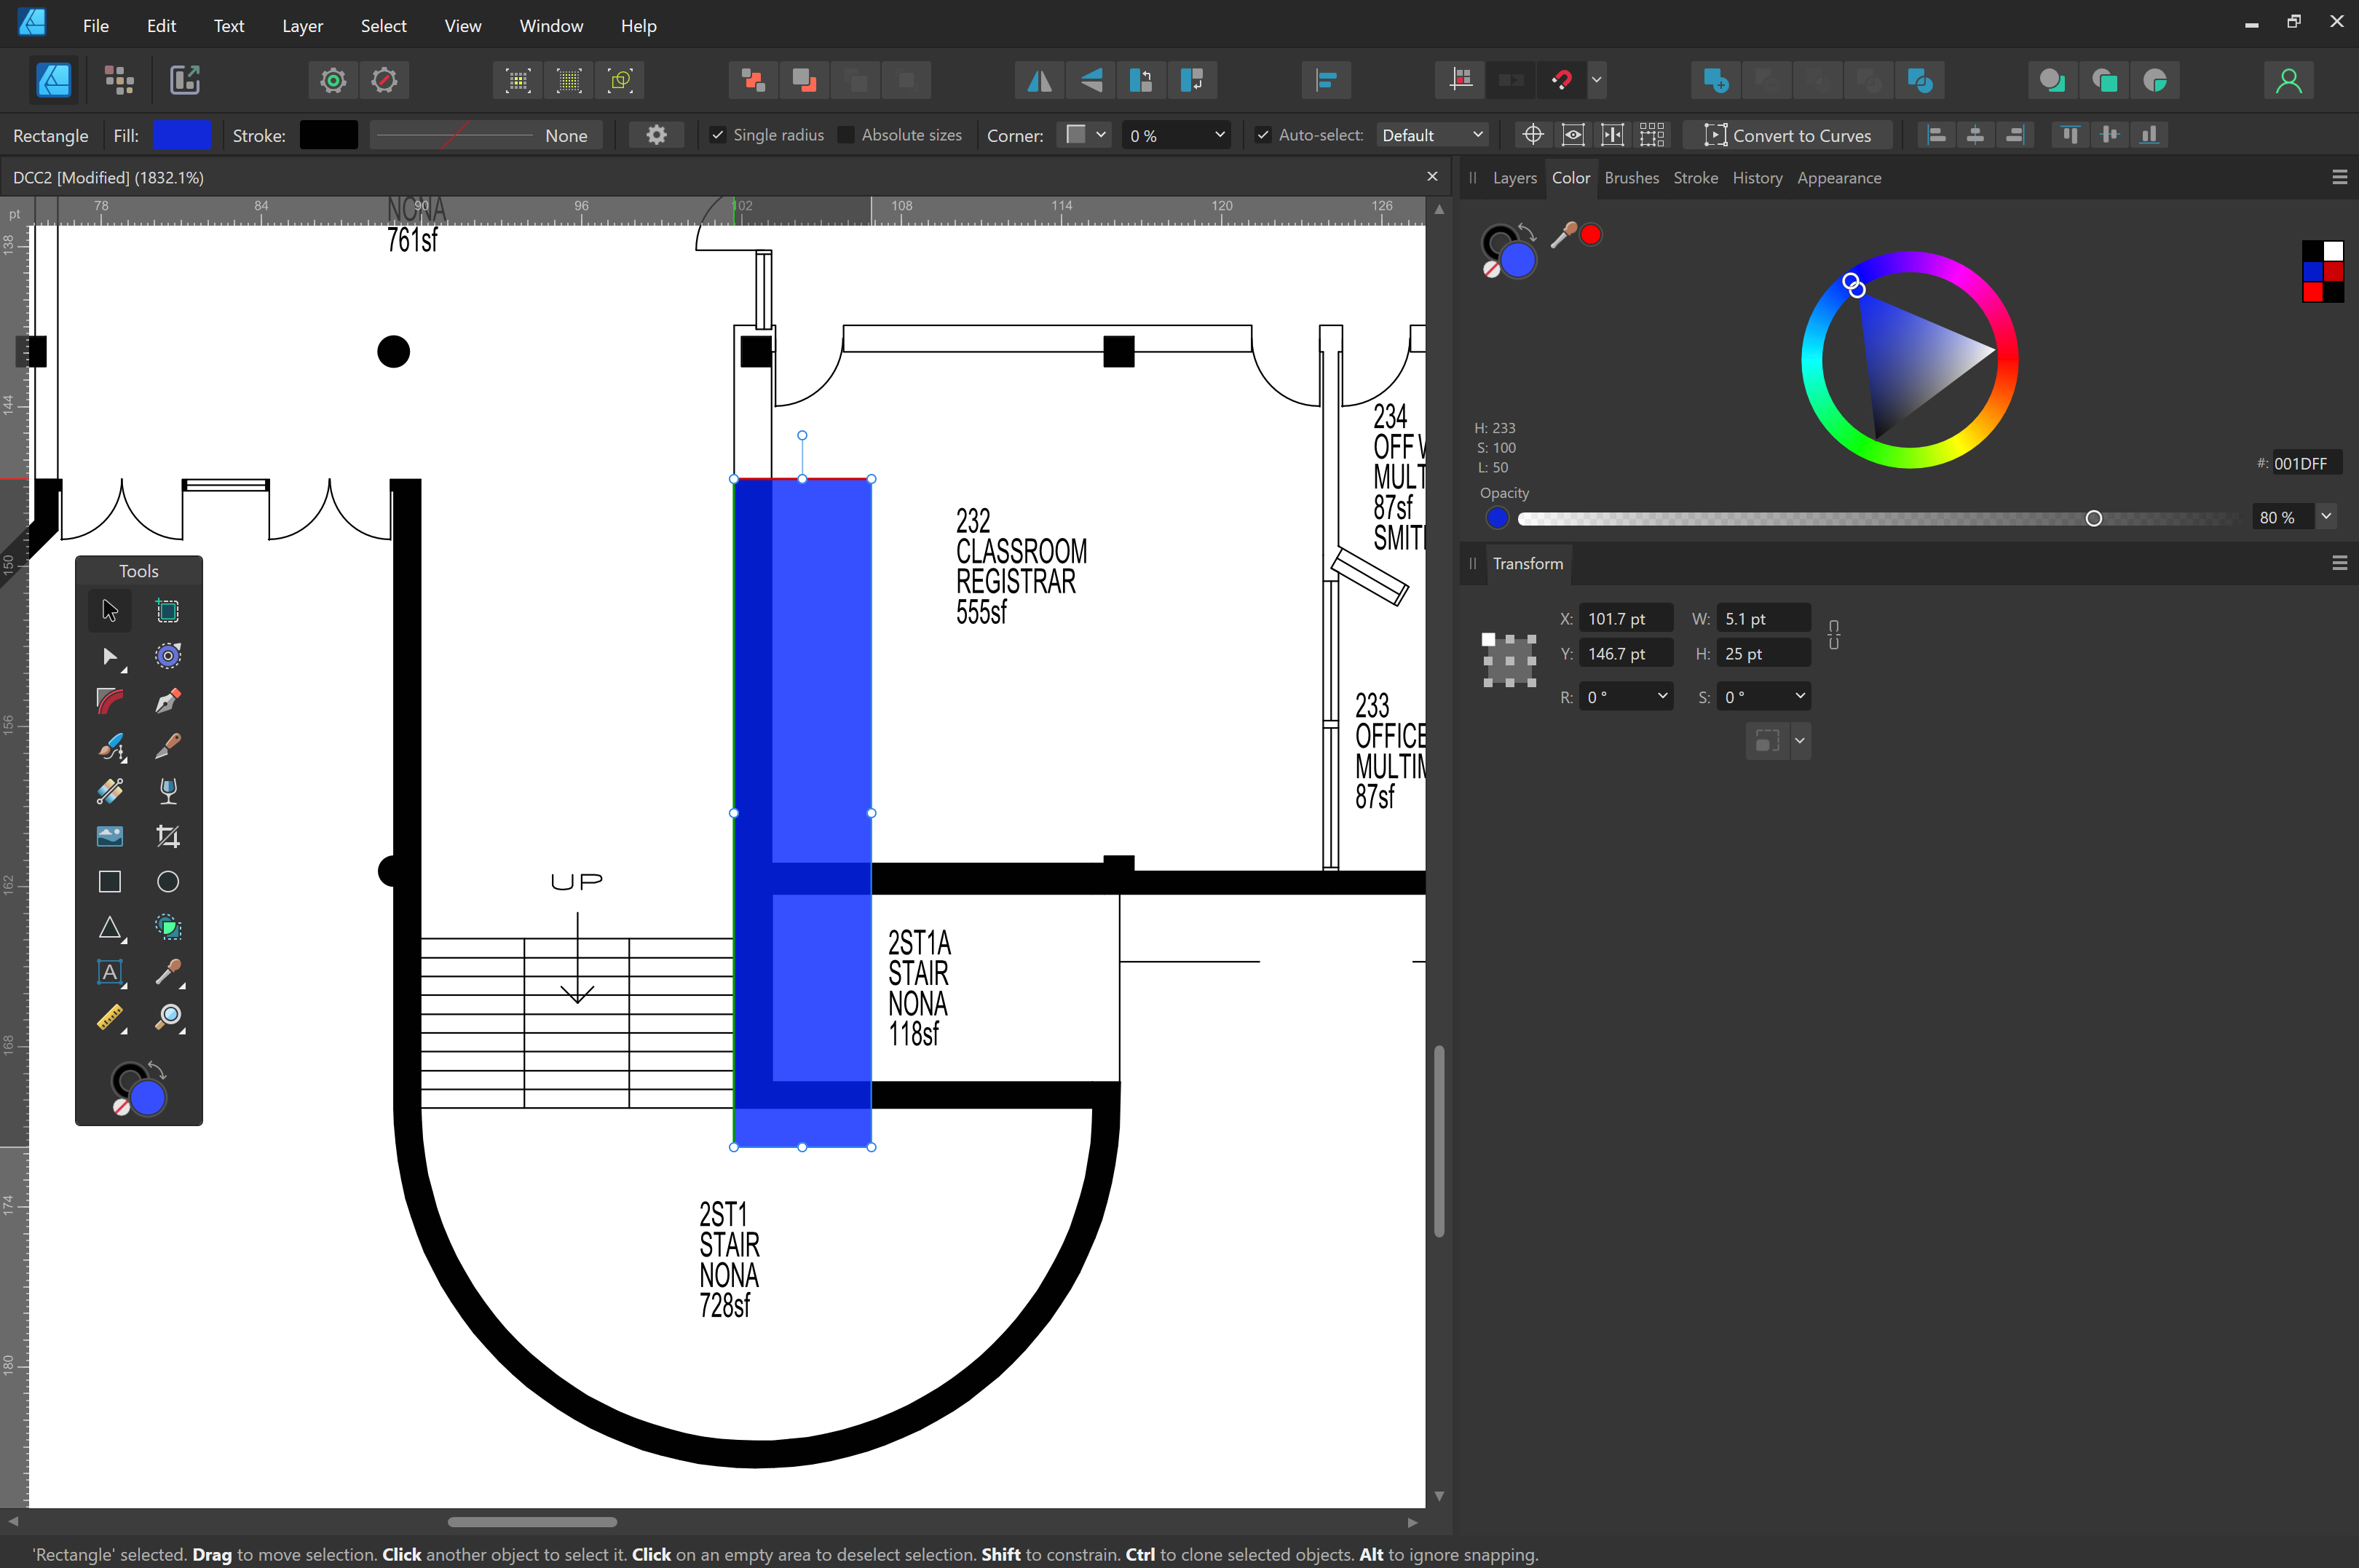 File Edit Text Layer Select View Window Help
Rectangle Fill: Stroke: None Single radius Absolute sizes Corner: 0 % Auto-select: Default Convert to Curves
DCC2 [Modified] (1832.1%)
Layers Color Brushes Stroke History Appearance
pt 78 84 90 96 102 108 114 120 126
138
144
150
156
162
168
174
180
NONA
761sf
234
OFF W
MULT
87sf
SMIT
232
CLASSROOM
REGISTRAR
555sf
233
OFFICE
MULTI
87sf
UP
2ST1A
STAIR
NONA
118sf
2ST1
STAIR
NONA
728sf
Tools
A
H: 233
S: 100
L: 50
#: 001DFF
Opacity
80 %
Transform
X: 101.7 pt W: 5.1 pt
Y: 146.7 pt H: 25 pt
R: 0 ° S: 0 °
'Rectangle' selected. Drag to move selection. Click another object to select it. Click on an empty area to deselect selection. Shift to constrain. Ctrl to clone selected objects. Alt to ignore snapping.